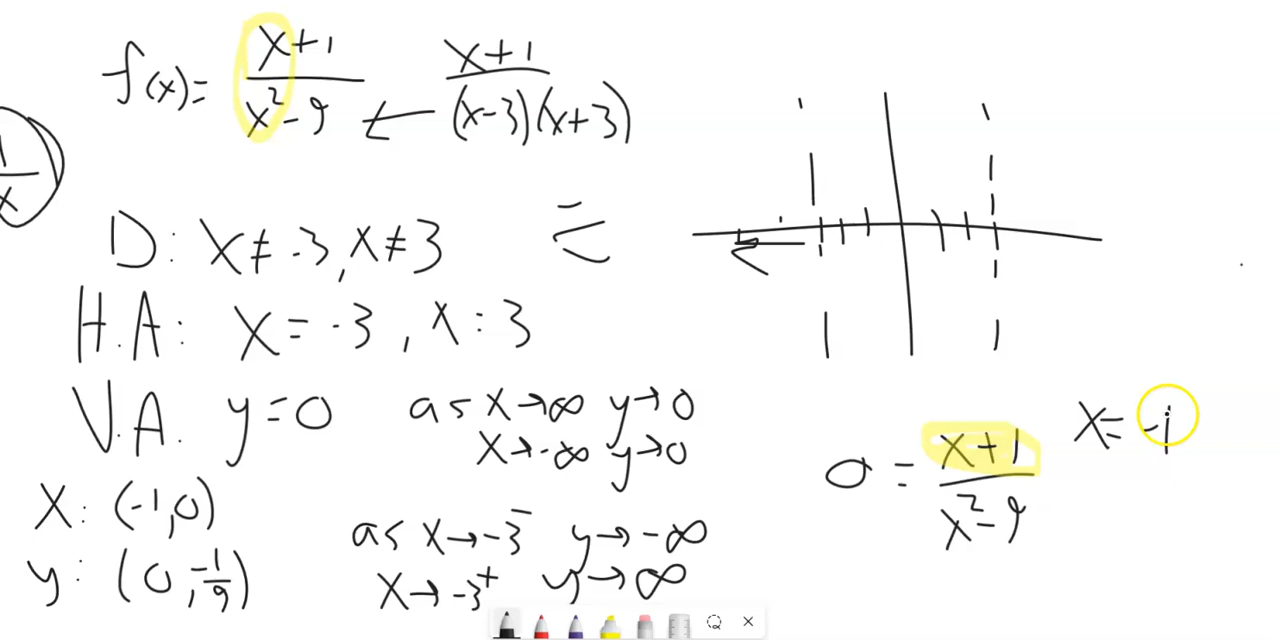 f(x) = x+1 / x²-9 ← x+1 / (x-3)(x+3)
1/x
D: x ≠ -3, x ≠ 3
H.A: x = -3, x = 3
V.A. y = 0 as x→∞ y→0
x→-∞ y→0
0 = x+1 / x²-9 x = -1
x: (-1,0)
y: (0, -1/9)
as x→-3⁻ y→-∞
x→-3⁺ y→∞